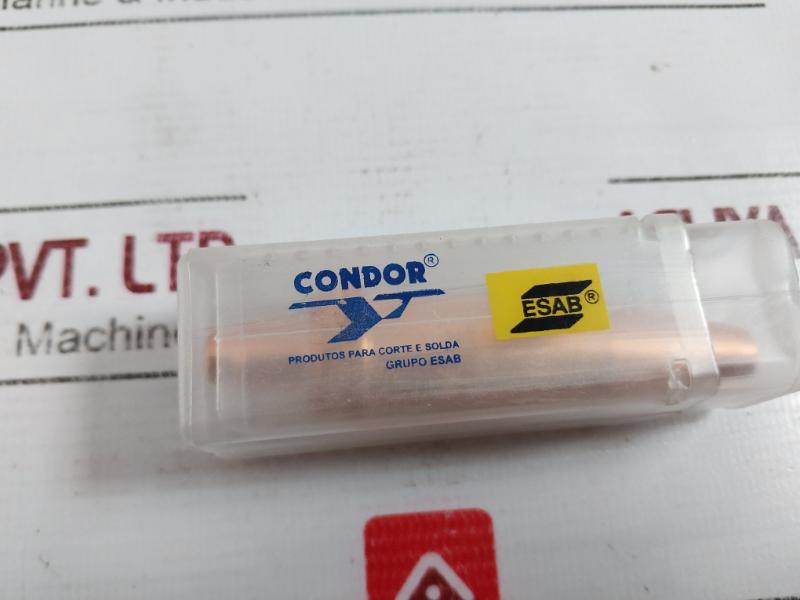 PVT. LTD
Machine
CONDOR®
PRODUTOS PARA CORTE E SOLDA
GRUPO ESAB
ESAB®